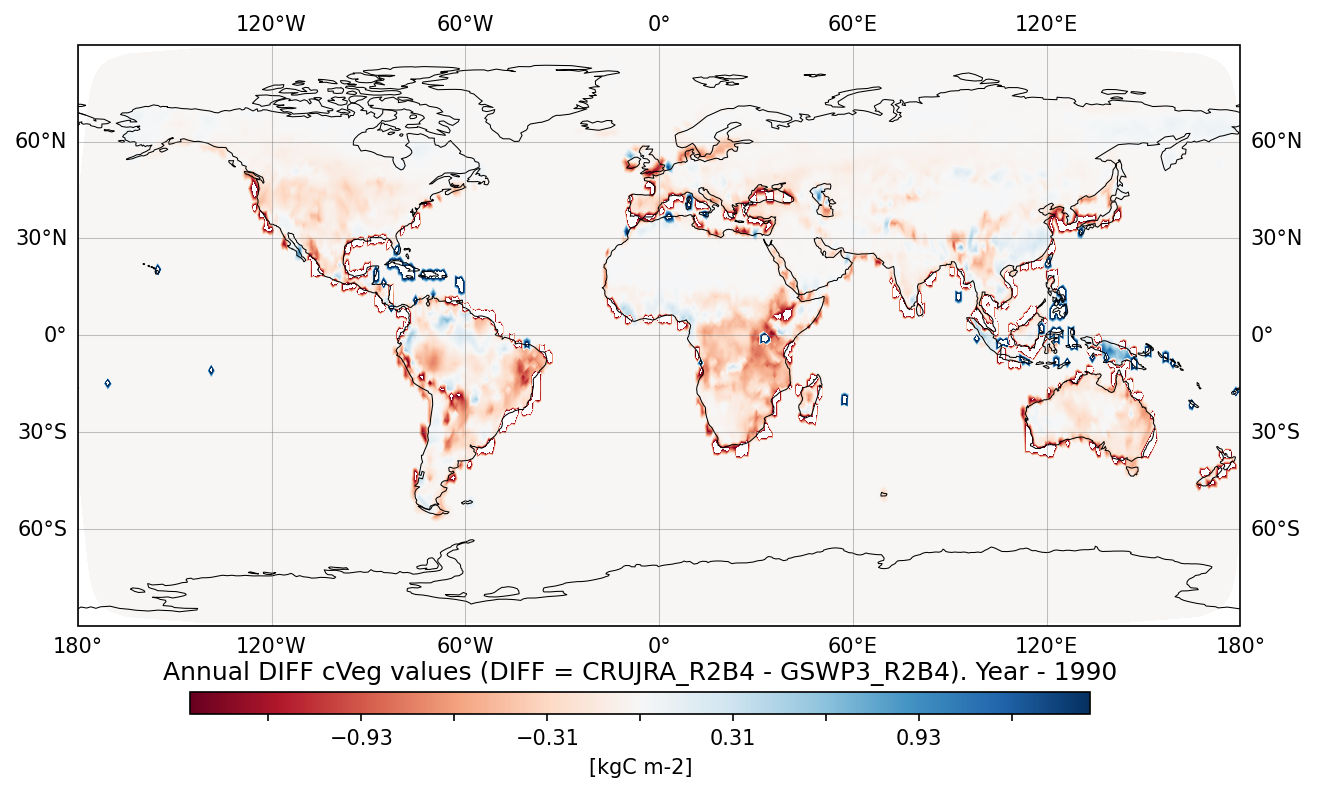 120°W 60°W 0° 60°E 120°E
60°N 60°N
30°N 30°N
0° 0°
30°S 30°S
60°S 60°S
180° 120°W 60°W 0° 60°E 120°E 180°
Annual DIFF cVeg values (DIFF = CRUJRA_R2B4 - GSWP3_R2B4). Year - 1990
−0.93 −0.31 0.31 0.93
[kgC m-2]